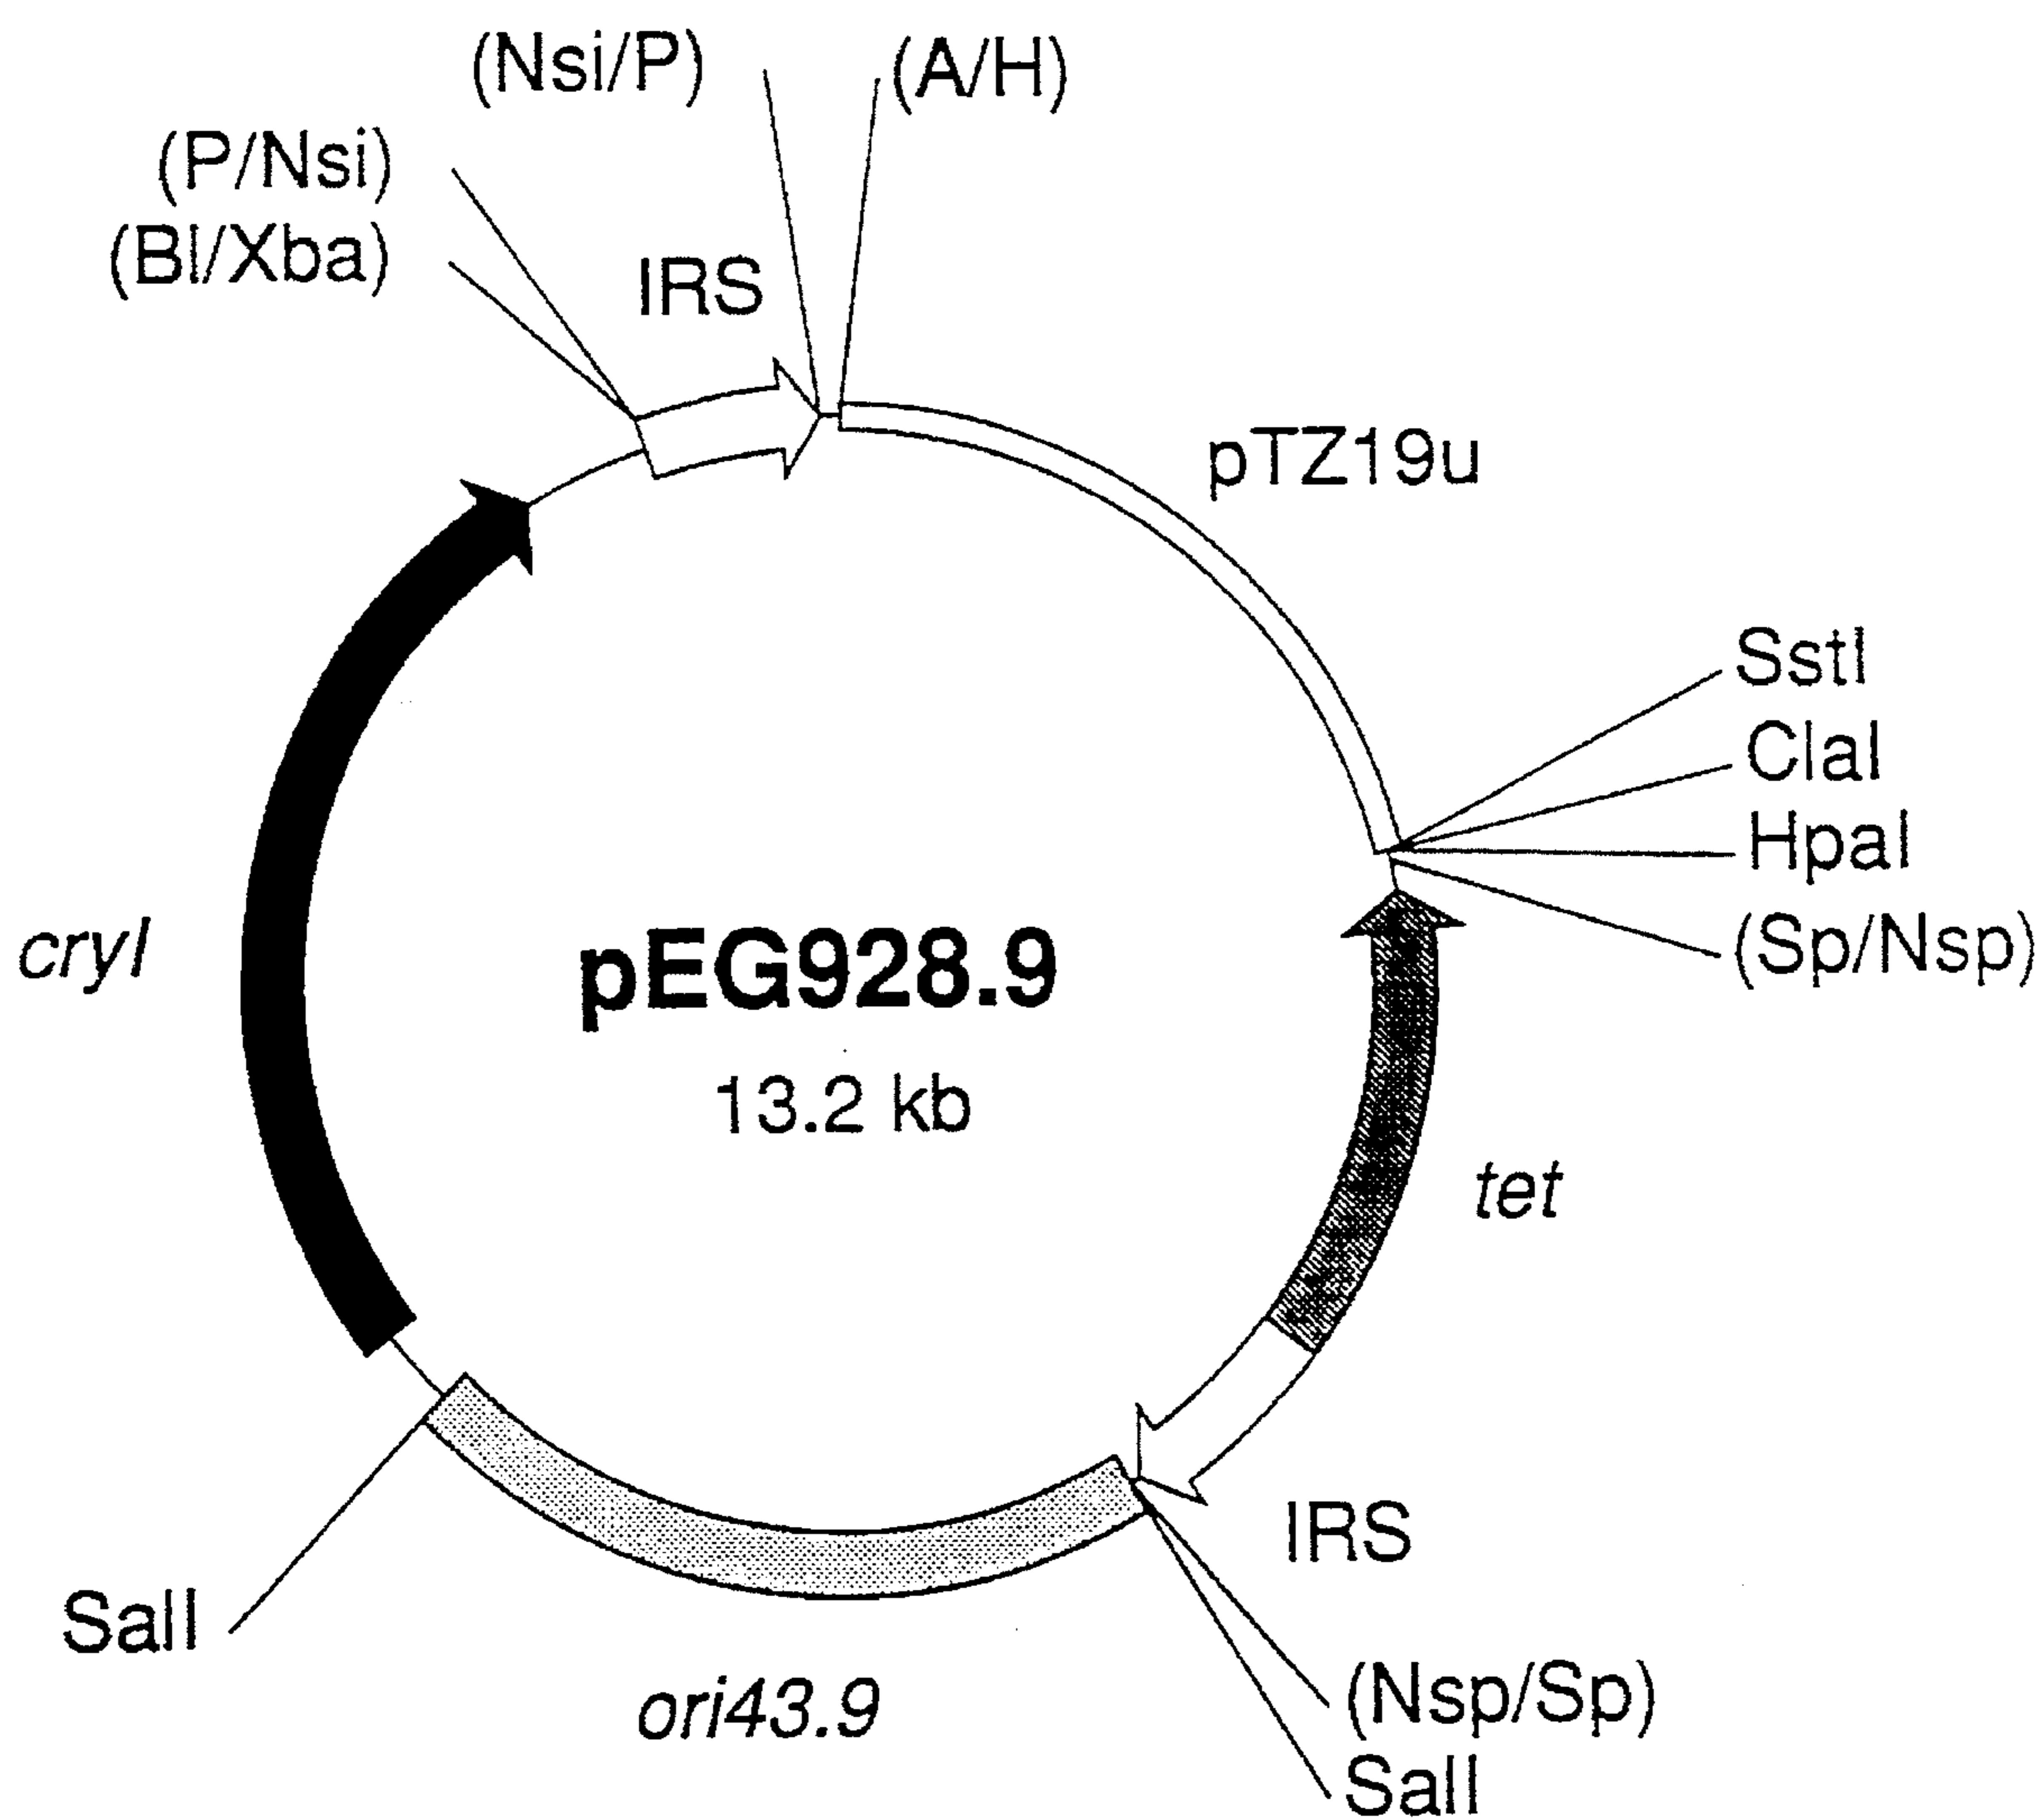 (Nsi/P)
(A/H)
(P/Nsi)
(Bl/Xba)
IRS
pTZ19u
SstI
ClaI
HpaI
(Sp/Nsp)
cryI
pEG928.9
13.2 kb
tet
IRS
SalI
ori43.9
(Nsp/Sp)
SalI